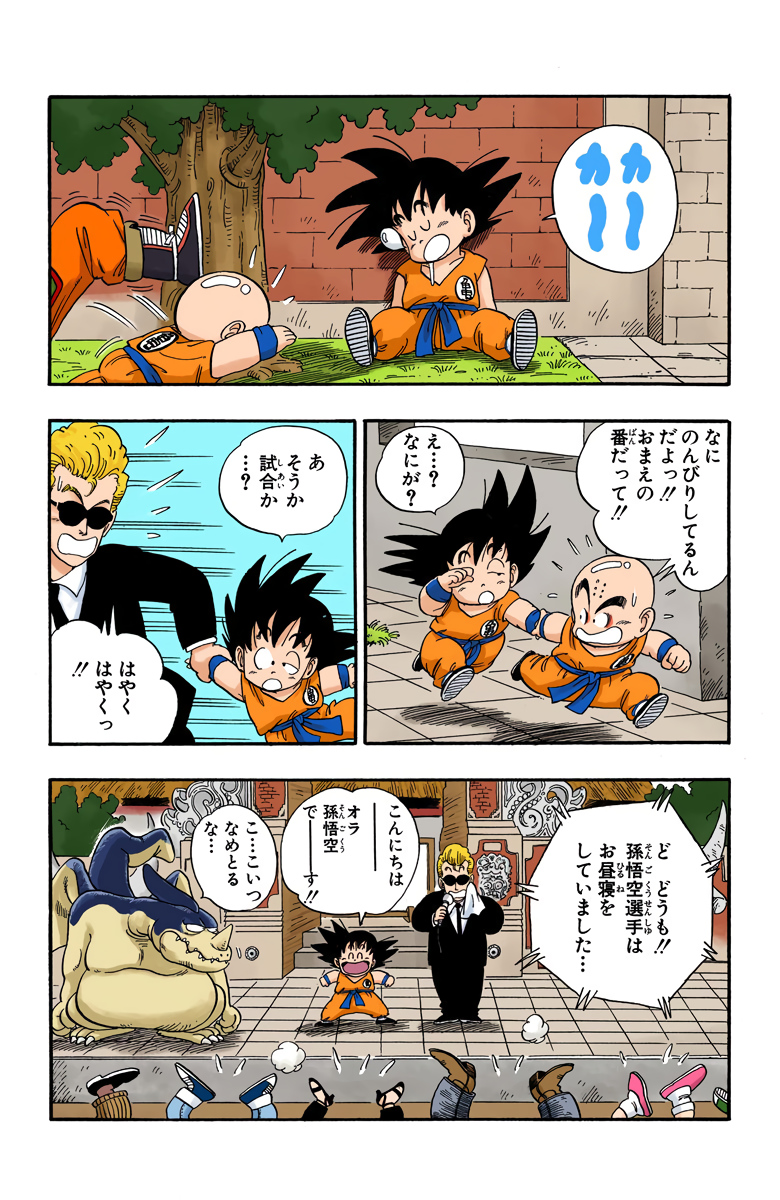 カーカー
なに
のんびりしてるん
だよっ!!
おまえの
番だって!!
え…?
なにが?
あ
そうか
試合か
…?
はやく
はやくっ
!!
ど どうも!!
孫悟空選手は
お昼寝を
していました…
こんにちは
オラ
孫悟空
で――す!!
こ…こいつ
なめとる
な…
亀